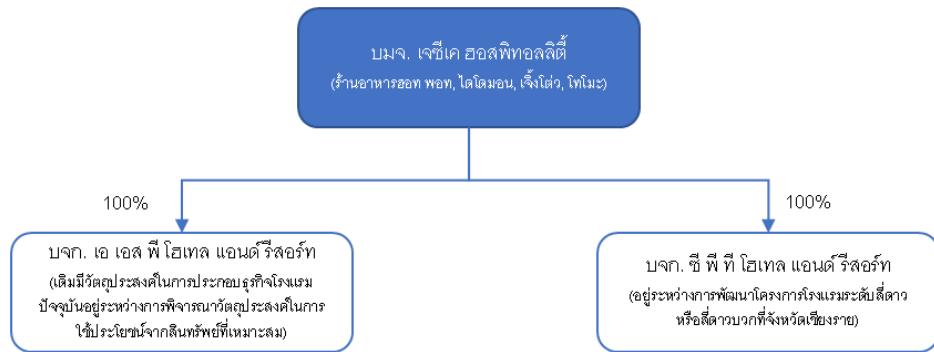 บมจ. เจซีเค ฮอสพิทอลลิตี้
(ร้านอาหารฮอท พอท, ไดโดมอน, เจิ้งโต่ว, โทโมะ)
100%
100%
บจก. เอ เอส พี โฮเทล แอนด์ รีสอร์ท
(เดิมมีวัตถุประสงค์ในการประกอบธุรกิจโรงแรม
ปัจจุบันอยู่ระหว่างการพิจารณาวัตถุประสงค์ในการ
ใช้ประโยชน์จากสินทรัพย์ที่เหมาะสม)
บจก. ซี พี ที โฮเทล แอนด์ รีสอร์ท
(อยู่ระหว่างการพัฒนาโครงการโรงแรมระดับสี่ดาว
หรือสี่ดาวบวกที่จังหวัดเชียงราย)